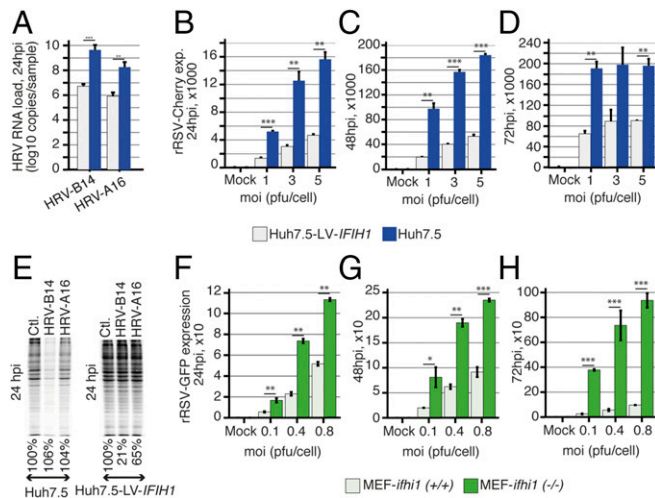 A
HRV RNA load, 24hpi
(log10 copies/sample)
10
8
6
4
2
0
***
**
HRV-B14
HRV-A16
B
rRSV-Cherry exp.
24hpi, x1000
16
12
8
4
0
***
**
**
Mock 1 3 5
moi (pfu/cell)
C
48hpi, x1000
200
160
120
80
40
0
**
***
***
Mock 1 3 5
moi (pfu/cell)
D
72hpi, x1000
280
240
200
160
120
80
40
0
**
**
Mock 1 3 5
moi (pfu/cell)
Huh7.5-LV-IFIH1 Huh7.5
E
24 hpi
Ctl.
HRV-B14
HRV-A16
100%
106%
104%
Huh7.5
24 hpi
Ctl.
HRV-B14
HRV-A16
100%
21%
65%
Huh7.5-LV-IFIH1
F
rRSV-GFP expression
24hpi, x10
12
10
8
6
4
2
0
**
**
**
Mock 0.1 0.4 0.8
moi (pfu/cell)
G
48hpi, x10
25
20
15
10
5
0
*
**
***
Mock 0.1 0.4 0.8
moi (pfu/cell)
H
72hpi, x10
100
80
60
40
20
0
***
***
***
Mock 0.1 0.4 0.8
moi (pfu/cell)
MEF-ifhi1 (+/+) MEF-ifhi1 (-/-)